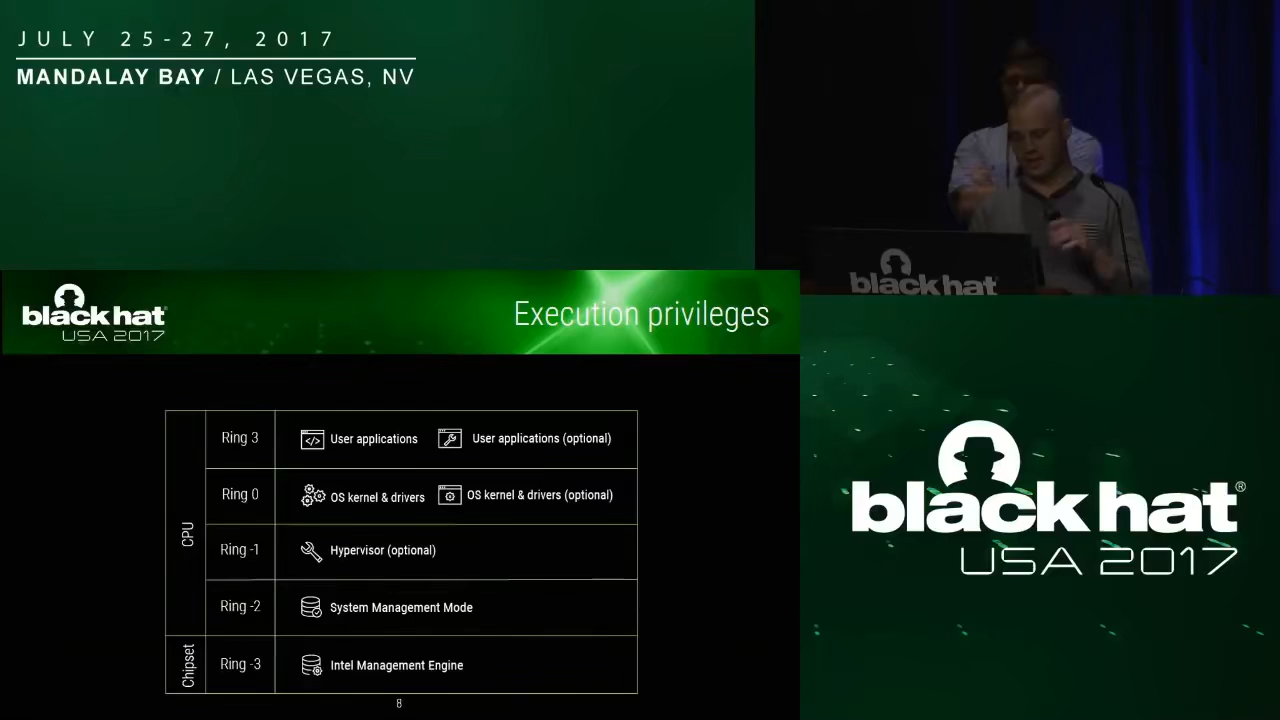 JULY 25-27, 2017
MANDALAY BAY / LAS VEGAS, NV
black hat
black hat®
USA 2017
Execution privileges
CPU
Ring 3
User applications
User applications (optional)
Ring 0
OS kernel & drivers
OS kernel & drivers (optional)
Ring -1
Hypervisor (optional)
Ring -2
System Management Mode
Chipset
Ring -3
Intel Management Engine
8
black hat®
USA 2017